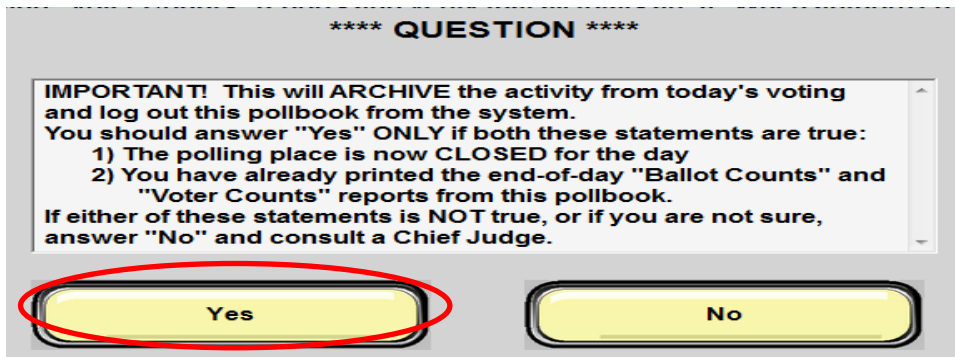 **** QUESTION ****
IMPORTANT! This will ARCHIVE the activity from today's voting
and log out this pollbook from the system.
You should answer "Yes" ONLY if both these statements are true:
1) The polling place is now CLOSED for the day
2) You have already printed the end-of-day "Ballot Counts" and
"Voter Counts" reports from this pollbook.
If either of these statements is NOT true, or if you are not sure,
answer "No" and consult a Chief Judge.
Yes
No